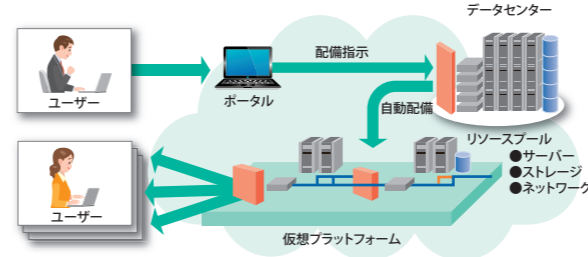 データセンター
ユーザー
ポータル
配備指示
自動配備
リソースプール
●サーバー
●ストレージ
●ネットワーク
ユーザー
仮想プラットフォーム